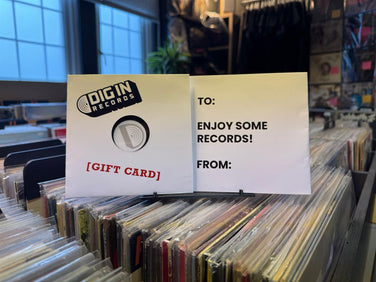 DIG IN
RECORDS
[GIFT CARD]
TO:
ENJOY SOME
RECORDS!
FROM: